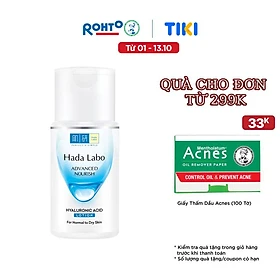 ROHTO
TIKI
Từ 01 - 13.10
QUÀ CHO ĐƠN
TỪ 299K
33K
肌研
Hada Labo
ADVANCED
NOURISH
HYALURONIC ACID
LOTION
For Normal to Dry Skin
Mentholatum
Acnes
OIL REMOVER PAPER
CONTROL OIL & PREVENT ACNE
Giấy Thấm Dầu Acnes (100 Tờ)
* Kiểm tra quà tặng trong giỏ hàng
trước khi thanh toán
* Số lượng quà tặng/coupon có hạn